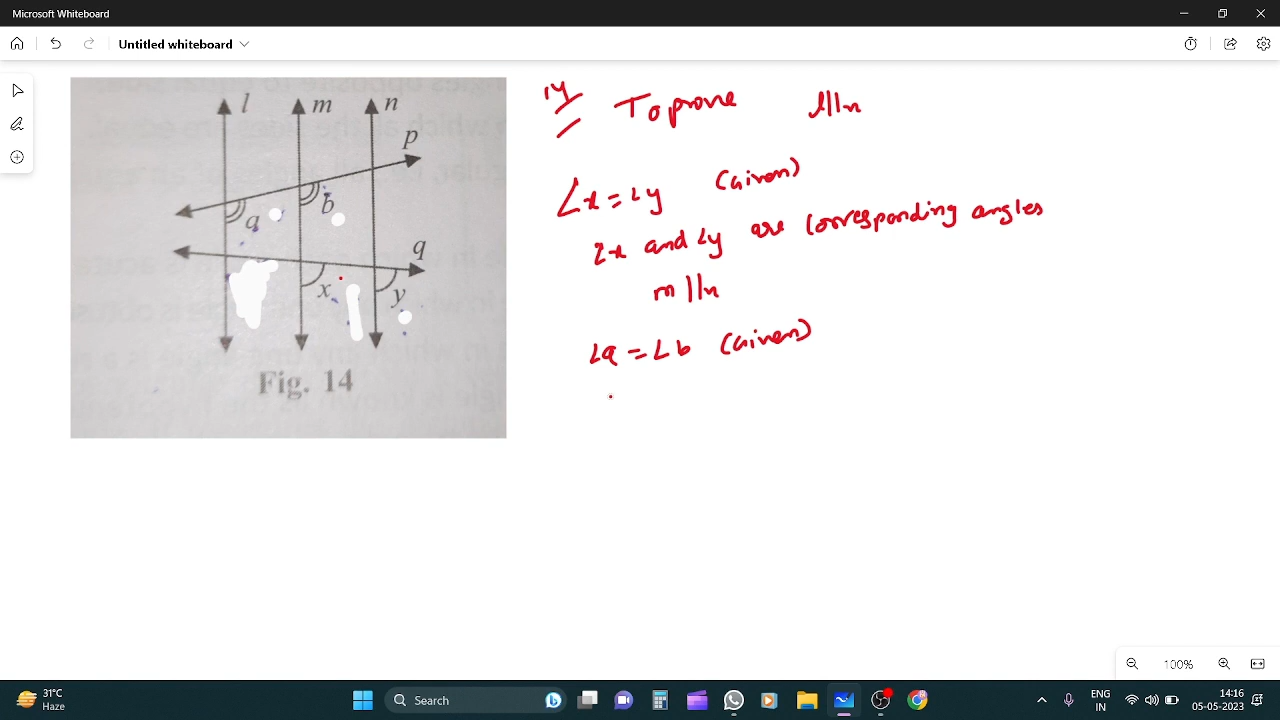 Microsoft Whiteboard
Untitled whiteboard
l m n
p
a b
q
x y
Fig. 14
14 To prove l||n
∠x = ∠y (Given)
∠x and ∠y are corresponding angles
m||n
∠a = ∠b (Given)
100%
31°C
Haze
Search
ENG
IN
14:16
05-05-2023